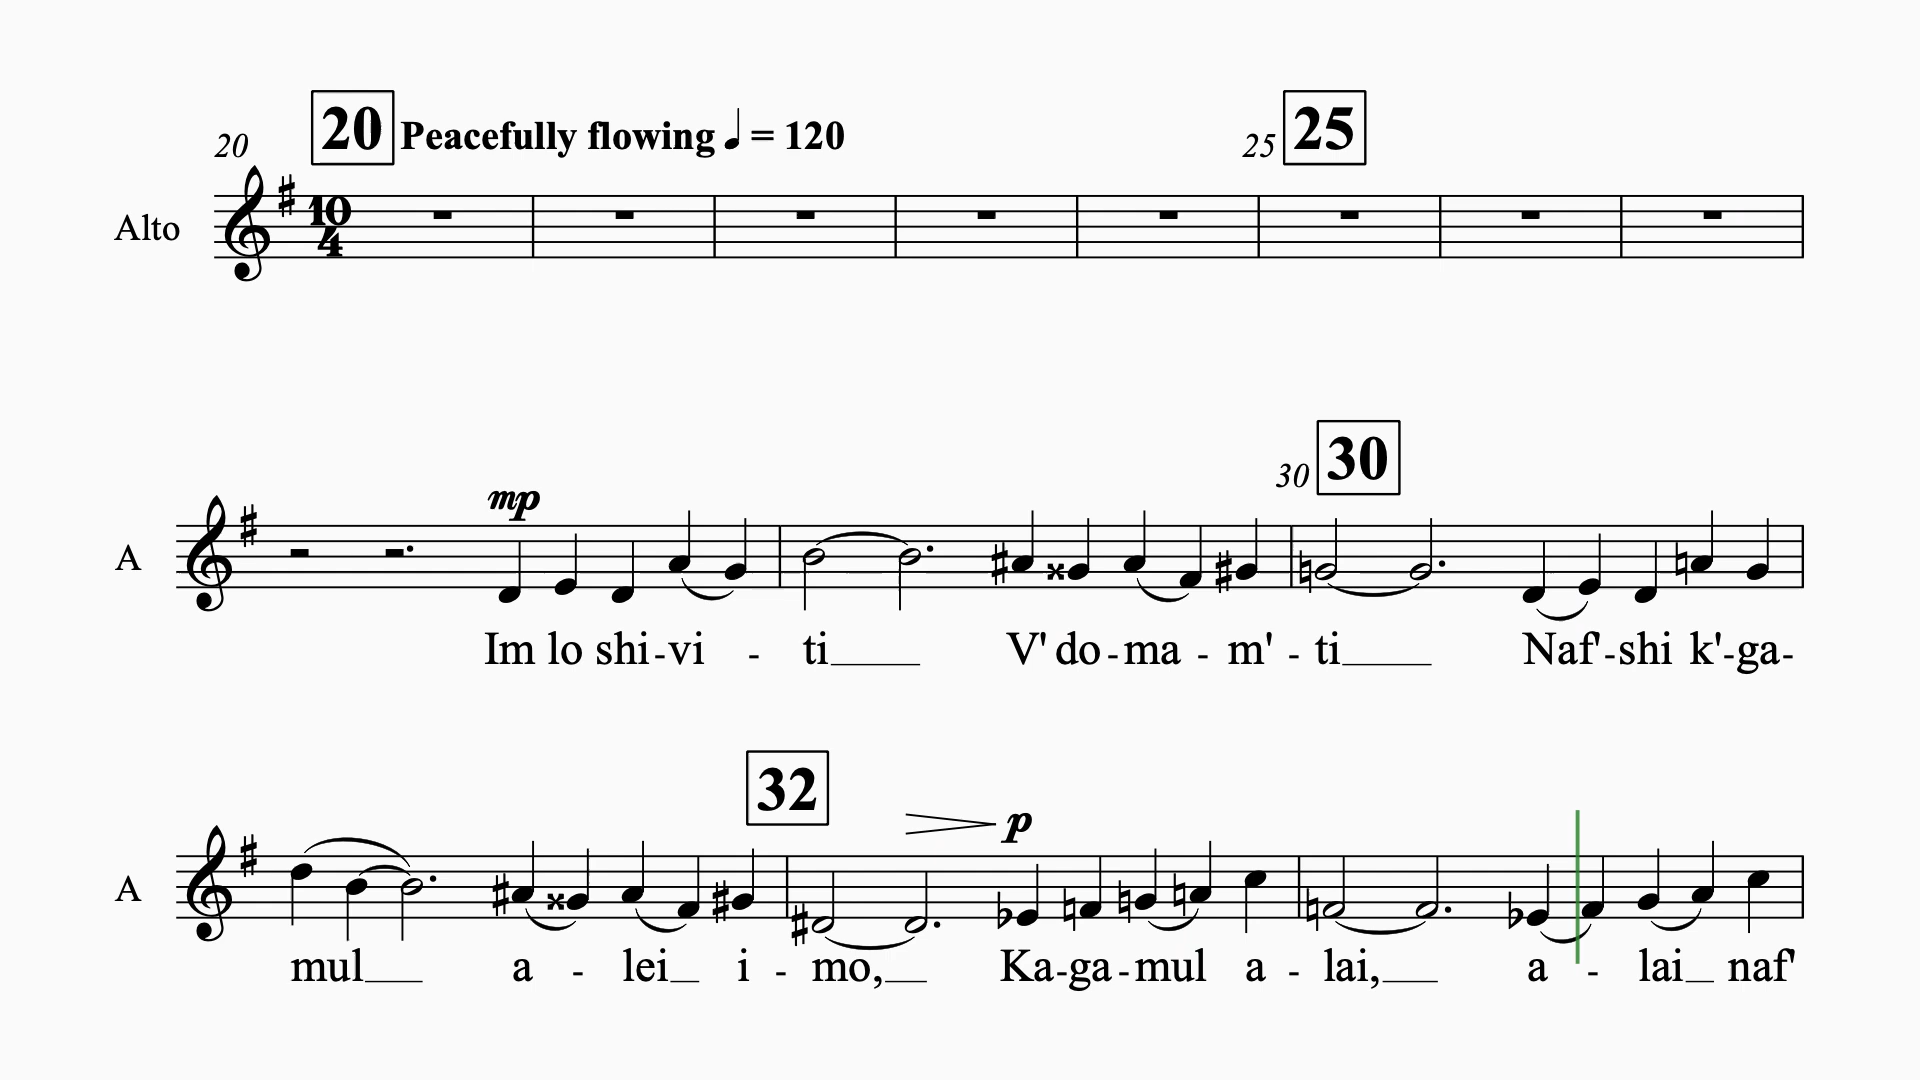 20 20 Peacefully flowing ♩ = 120 25 25
10
4
Alto
30 30
mp
A
Im lo shi-vi - ti V' do-ma - m' - ti Naf'-shi k'-ga-
32
p
A
mul a - lei i - mo, Ka-ga-mul a - lai, a - lai naf'